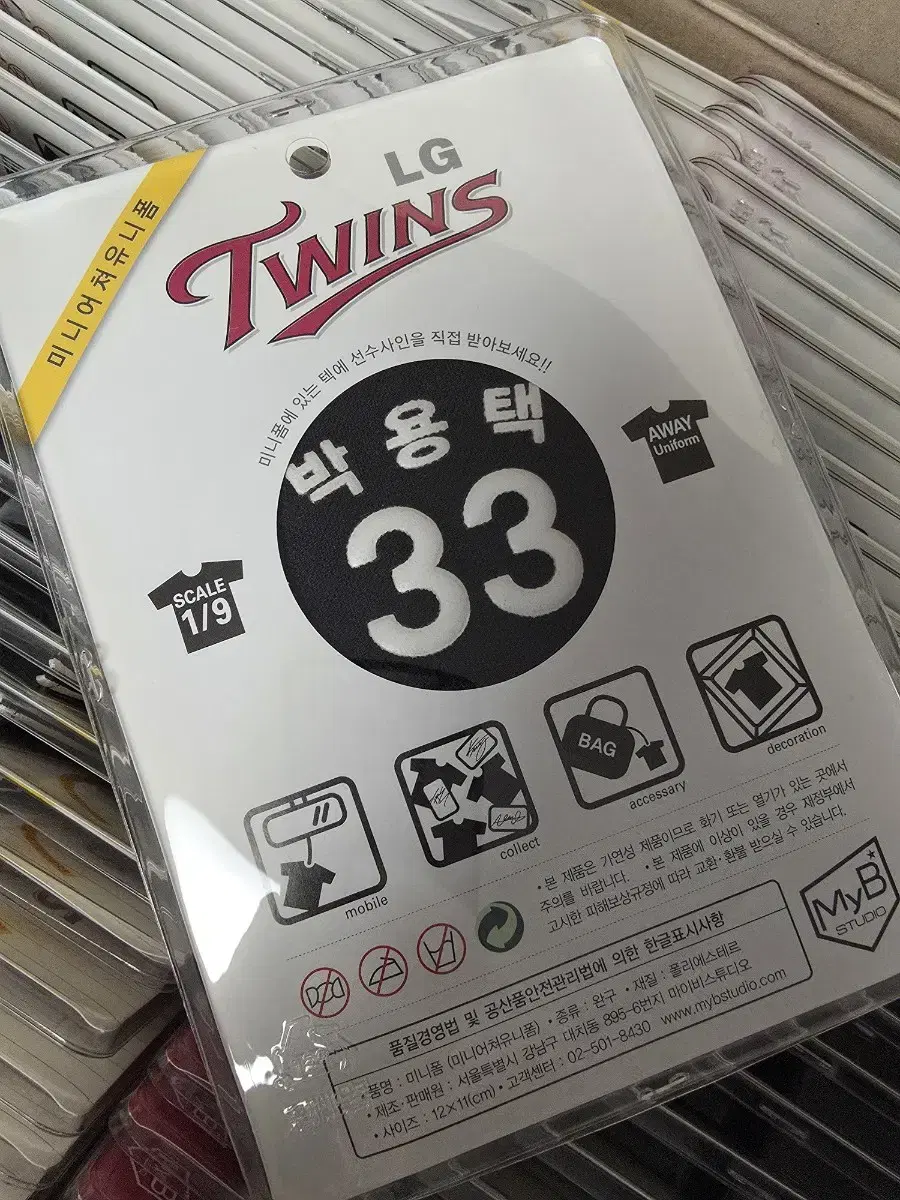 미니어쳐유니폼
LG
TWINS
미니폼에 있는 택에 선수사인을 직접 받아보세요!!
박용택
33
AWAY
Uniform
SCALE
1/9
BAG
mobile
collect
accessary
decoration
• 본 제품은 가연성 제품이므로 화기 또는 열기가 있는 곳에서
주의를 바랍니다. • 본 제품에 이상이 있을 경우 재정부에서
고시한 피해보상규정에 따라 교환·환불 받으실 수 있습니다.
MyB
STUDIO
품질경영법 및 공산품안전관리법에 의한 한글표시사항
• 품명 : 미니폼 (미니어쳐유니폼) • 종류 : 완구 • 재질 : 폴리에스테르
• 제조·판매원 : 서울특별시 강남구 대치동 895-6번지 마이비스튜디오
• 사이즈 : 12×11(cm) • 고객센터 : 02-501-8430 www.mybstudio.com